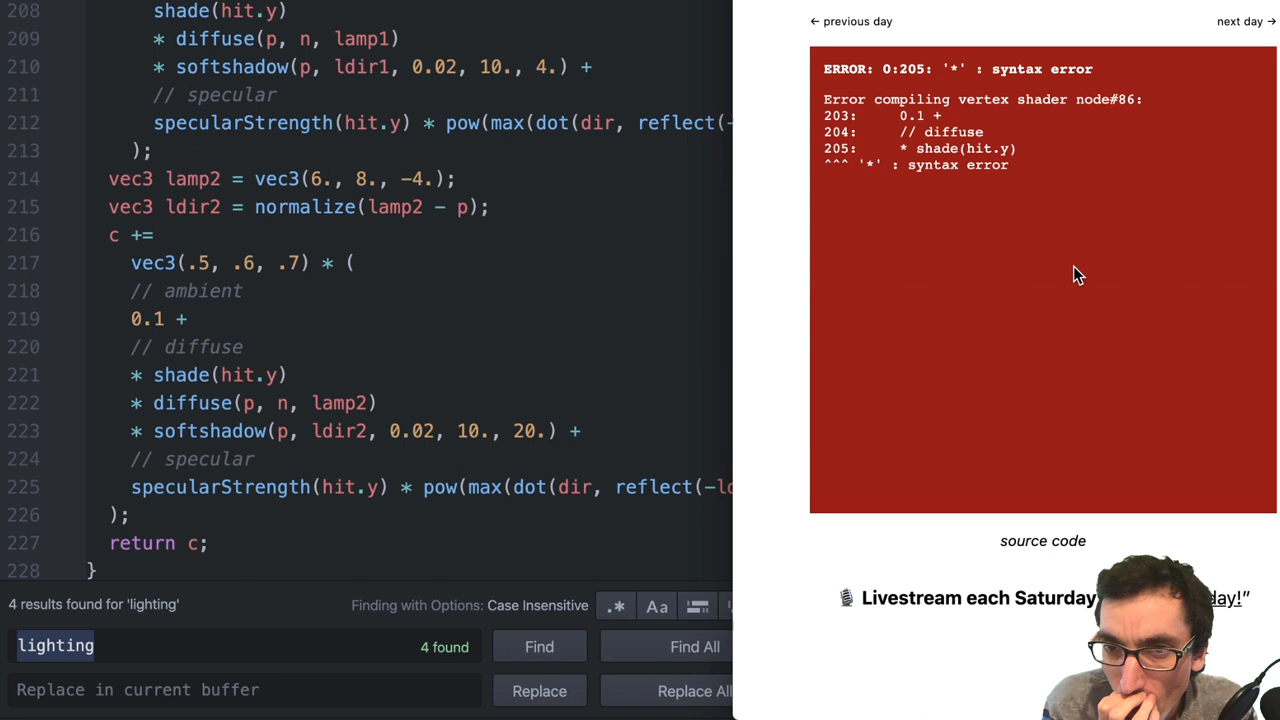 208 shade(hit.y)
209 * diffuse(p, n, lamp1)
210 * softshadow(p, ldir1, 0.02, 10., 4.) +
211 // specular
212 specularStrength(hit.y) * pow(max(dot(dir, reflect(-
213 );
214 vec3 lamp2 = vec3(6., 8., -4.);
215 vec3 ldir2 = normalize(lamp2 - p);
216 c +=
217 vec3(.5, .6, .7) * (
218 // ambient
219 0.1 +
220 // diffuse
221 * shade(hit.y)
222 * diffuse(p, n, lamp2)
223 * softshadow(p, ldir2, 0.02, 10., 20.) +
224 // specular
225 specularStrength(hit.y) * pow(max(dot(dir, reflect(-ld
226 );
227 return c;
228 }
4 results found for 'lighting'
Finding with Options: Case Insensitive
.*
Aa
lighting
4 found
Find
Find All
Replace in current buffer
Replace
Replace All
← previous day
next day →
ERROR: 0:205: '*' : syntax error
Error compiling vertex shader node#86:
203: 0.1 +
204: // diffuse
205: * shade(hit.y)
^^^ '*' : syntax error
source code
🎙 Livestream each Saturday
day!”